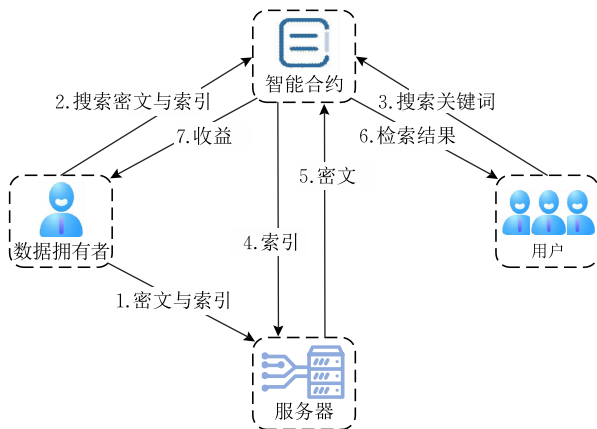 智能合约
2.搜索密文与索引
3.搜索关键词
7.收益
6.检索结果
5.密文
数据拥有者
用户
4.索引
1.密文与索引
服务器